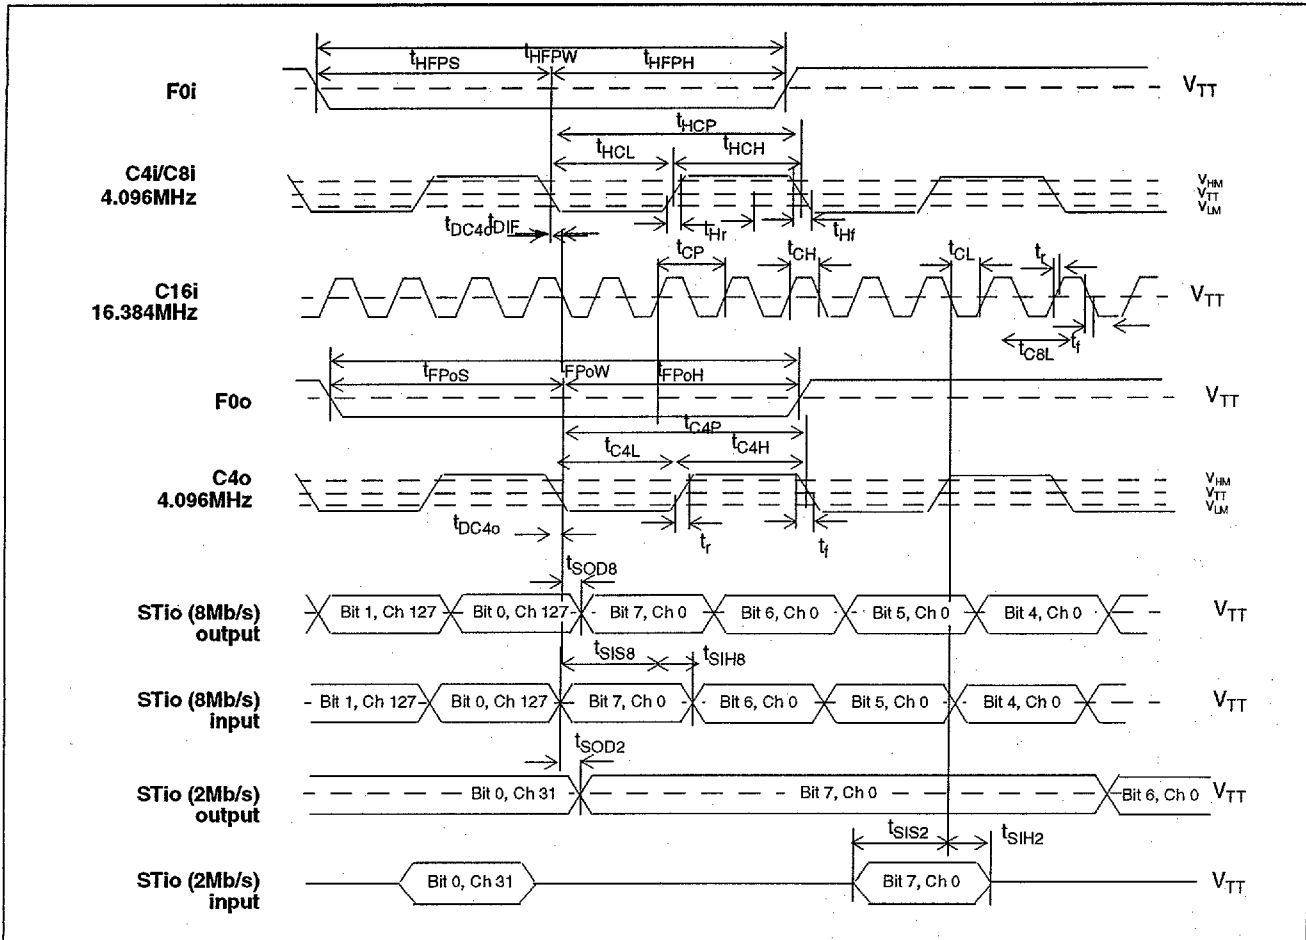 tHFPW
tHFPS tHFPH
F0i VTT
tHCP
tHCL tHCH
C4i/C8i
4.096MHz
VHM
VTT
VLM
tDC4o tDIF tHr tHf
tCP tCH tCL tr
C16i
16.384MHz
VTT
tC8L tf
tFPoS tFPoW tFPoH
F0o VTT
tC4P
tC4L tC4H
C4o
4.096MHz
VHM
VTT
VLM
tDC4o tr tf
tSOD8
STio (8Mb/s)
output
Bit 1, Ch 127 Bit 0, Ch 127 Bit 7, Ch 0 Bit 6, Ch 0 Bit 5, Ch 0 Bit 4, Ch 0 VTT
tSIS8 tSIH8
STio (8Mb/s)
input
Bit 1, Ch 127 Bit 0, Ch 127 Bit 7, Ch 0 Bit 6, Ch 0 Bit 5, Ch 0 Bit 4, Ch 0 VTT
tSOD2
STio (2Mb/s)
output
Bit 0, Ch 31 Bit 7, Ch 0 Bit 6, Ch 0 VTT
tSIS2 tSIH2
STio (2Mb/s)
input
Bit 0, Ch 31 Bit 7, Ch 0 VTT